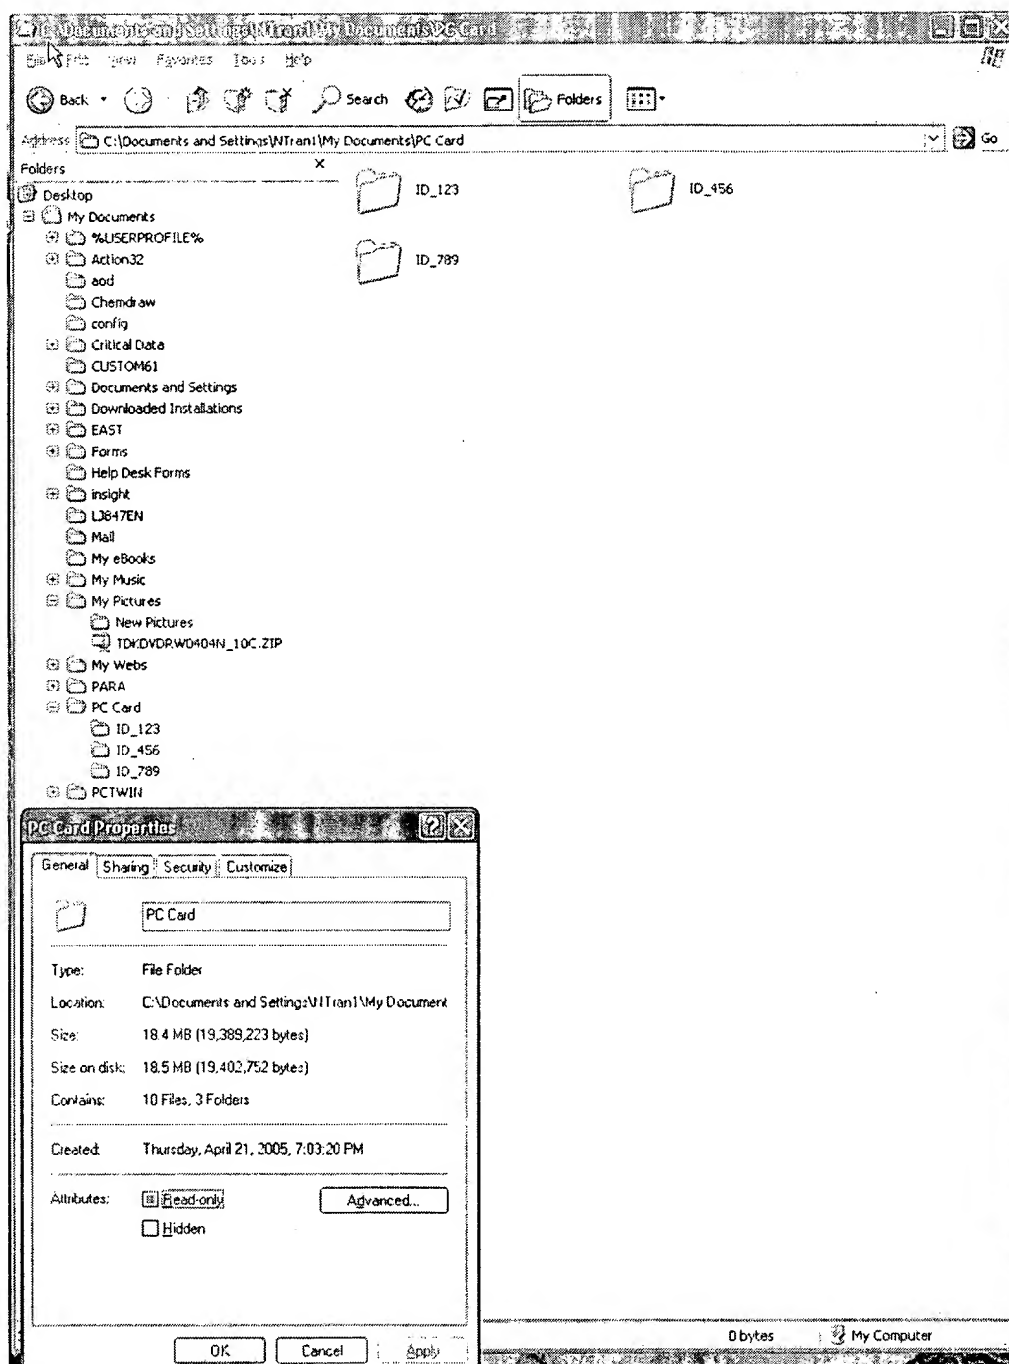 C:\Documents and Settings\NTran1\My Documents\PC Card
File Edit View Favorites Tools Help
Back Search Folders
Address C:\Documents and Settings\NTran1\My Documents\PC Card Go
Folders x
Desktop
My Documents
%USERPROFILE%
Action32
aod
Chemdraw
config
Critical Data
CUSTOM61
Documents and Settings
Downloaded Installations
EAST
Forms
Help Desk Forms
insight
LJ847EN
Mail
My eBooks
My Music
My Pictures
New Pictures
TDKDVDRW0404N_10C.ZIP
My Webs
PARA
PC Card
ID_123
ID_456
ID_789
PCTWIN
ID_123 ID_456
ID_789
PC Card Properties
General Sharing Security Customize
PC Card
Type: File Folder
Location: C:\Documents and Settings\NTran1\My Document
Size: 18.4 MB (19,389,223 bytes)
Size on disk: 18.5 MB (19,402,752 bytes)
Contains: 10 Files, 3 Folders
Created: Thursday, April 21, 2005, 7:03:20 PM
Attributes: Read-only Advanced...
Hidden
OK Cancel Apply
0 bytes My Computer